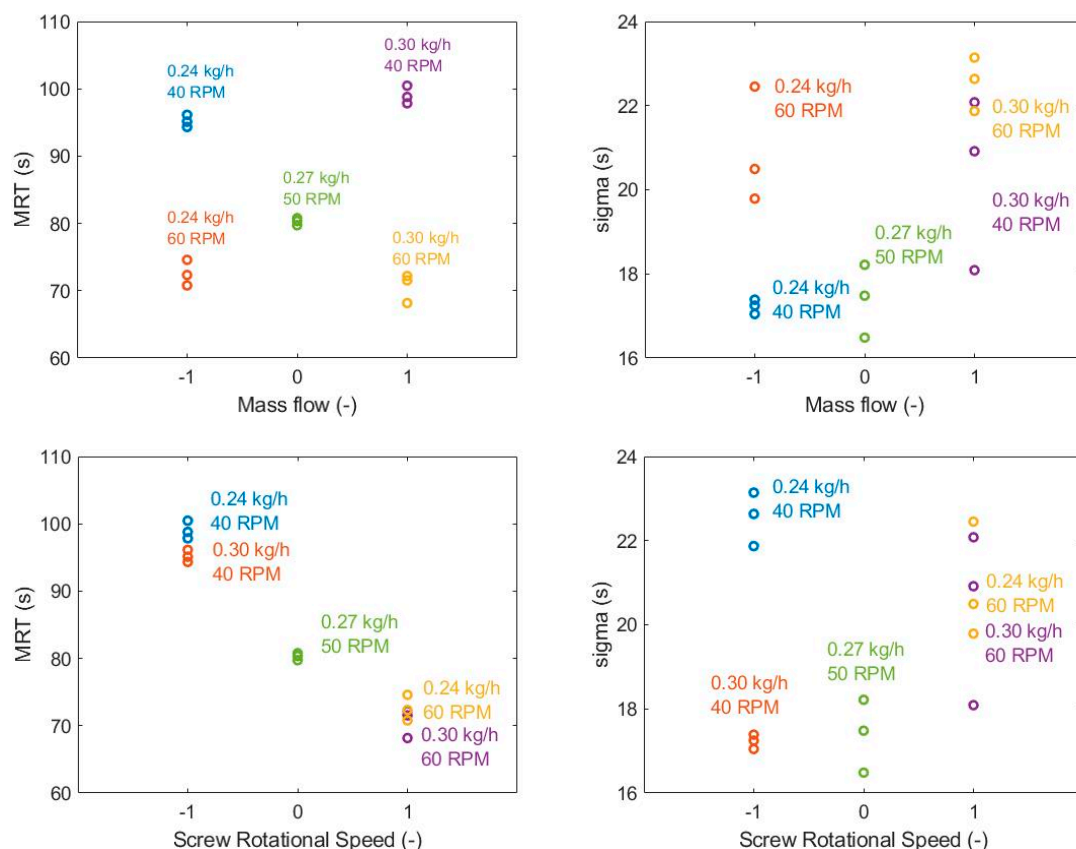 110
100
90
80
70
60
MRT (s)
0.24 kg/h
40 RPM
0.30 kg/h
40 RPM
0.27 kg/h
50 RPM
0.24 kg/h
60 RPM
0.30 kg/h
60 RPM
-1
0
1
Mass flow (-)
24
22
20
18
16
sigma (s)
0.24 kg/h
60 RPM
0.30 kg/h
60 RPM
0.30 kg/h
40 RPM
0.27 kg/h
50 RPM
0.24 kg/h
40 RPM
-1
0
1
Mass flow (-)
110
100
90
80
70
60
MRT (s)
0.24 kg/h
40 RPM
0.30 kg/h
40 RPM
0.27 kg/h
50 RPM
0.24 kg/h
60 RPM
0.30 kg/h
60 RPM
-1
0
1
Screw Rotational Speed (-)
24
22
20
18
16
sigma (s)
0.24 kg/h
40 RPM
0.24 kg/h
60 RPM
0.30 kg/h
60 RPM
0.27 kg/h
50 RPM
0.30 kg/h
40 RPM
-1
0
1
Screw Rotational Speed (-)